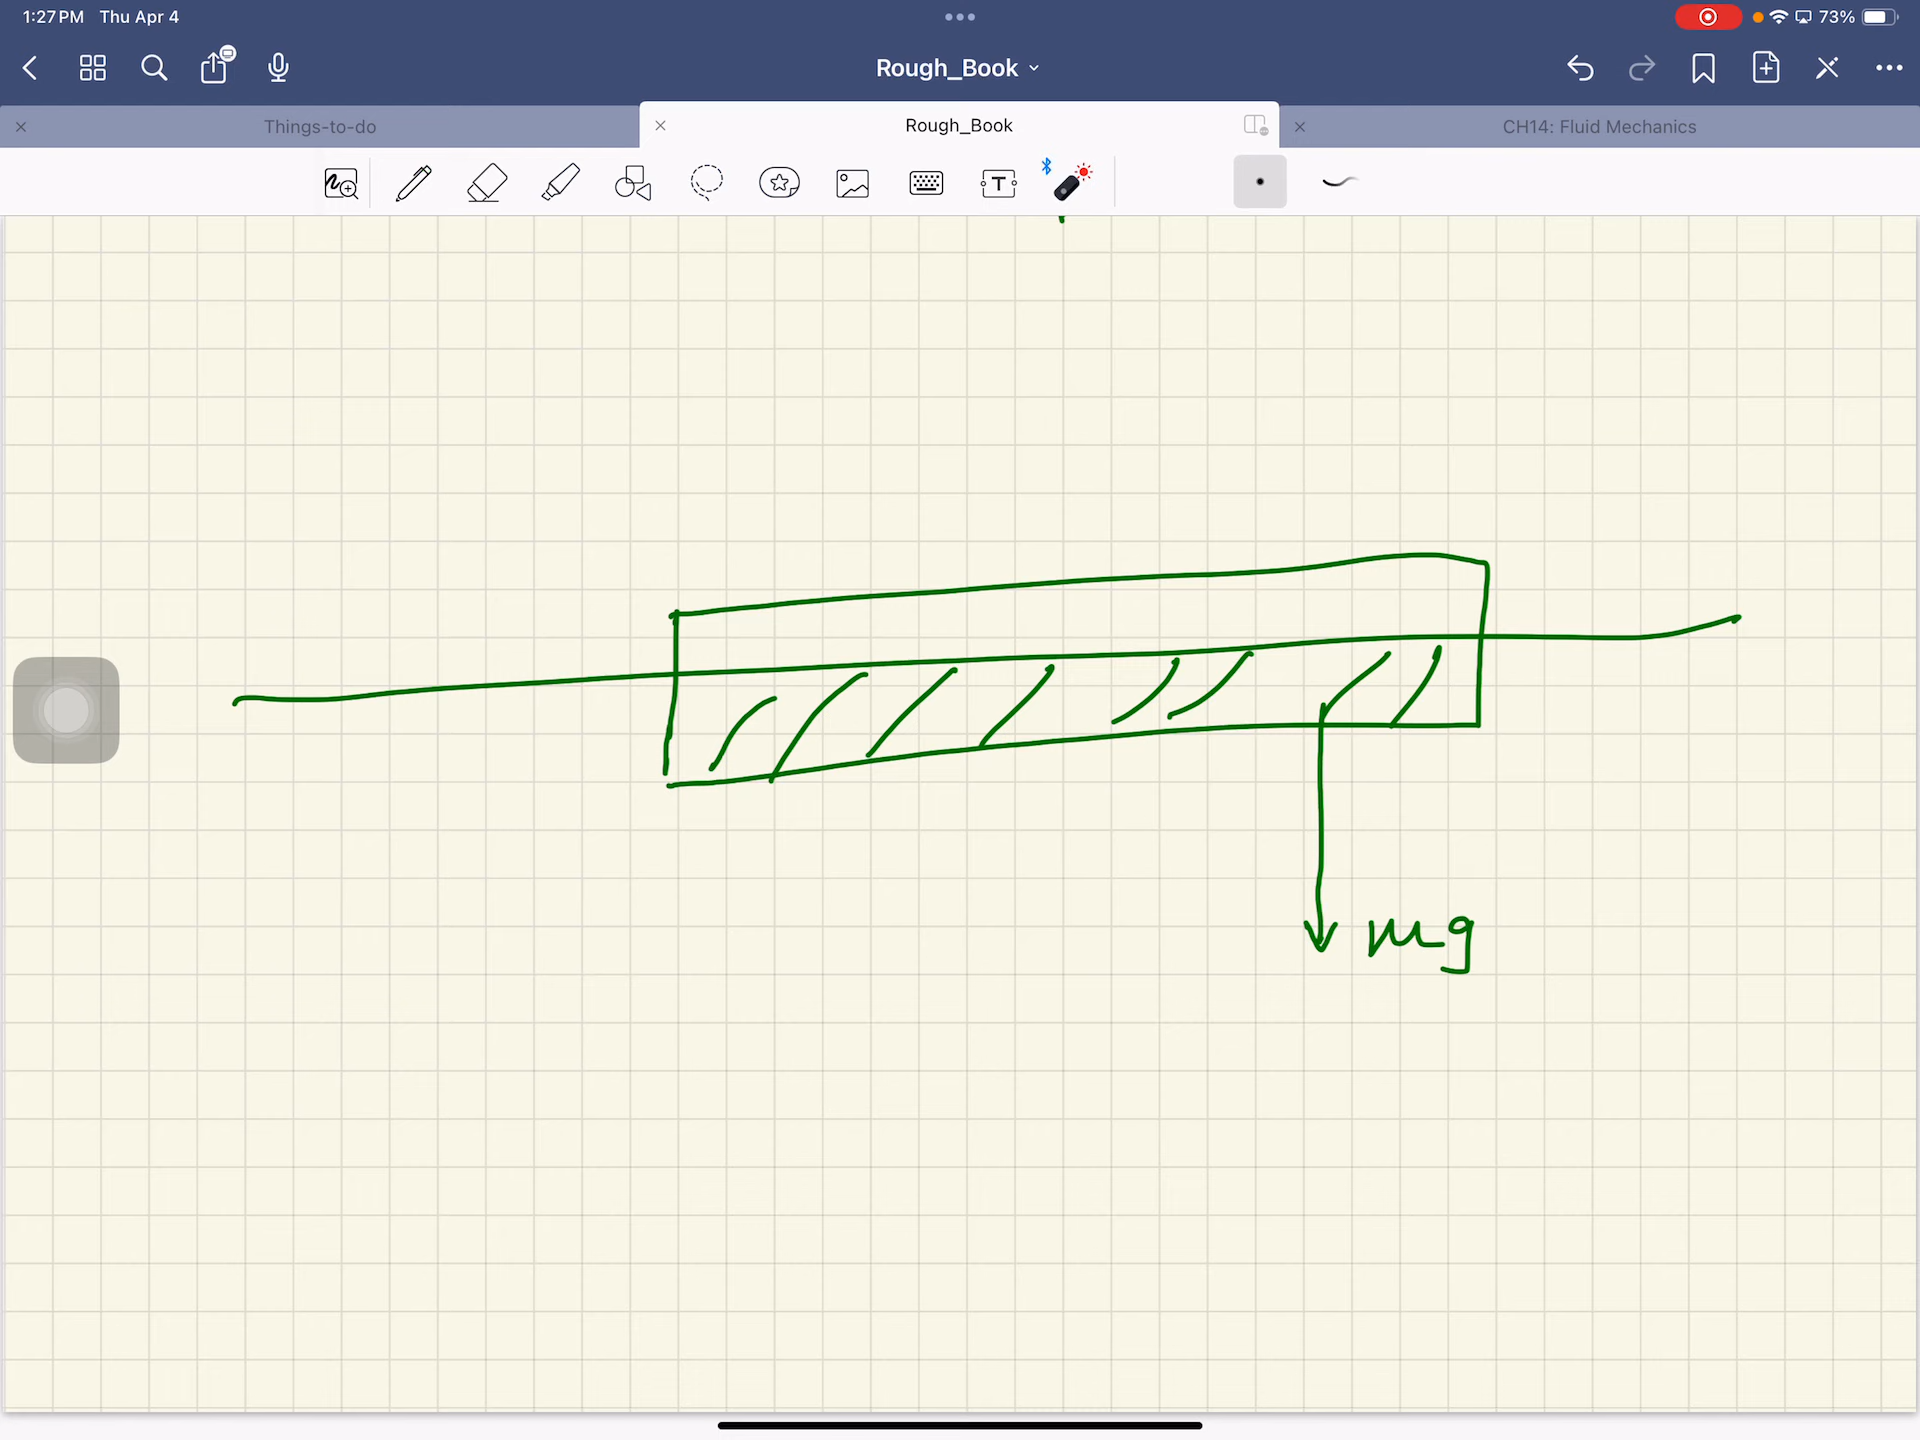 1:27 PM Thu Apr 4
73%
Rough_Book
Things-to-do
Rough_Book
CH14: Fluid Mechanics
T
mg